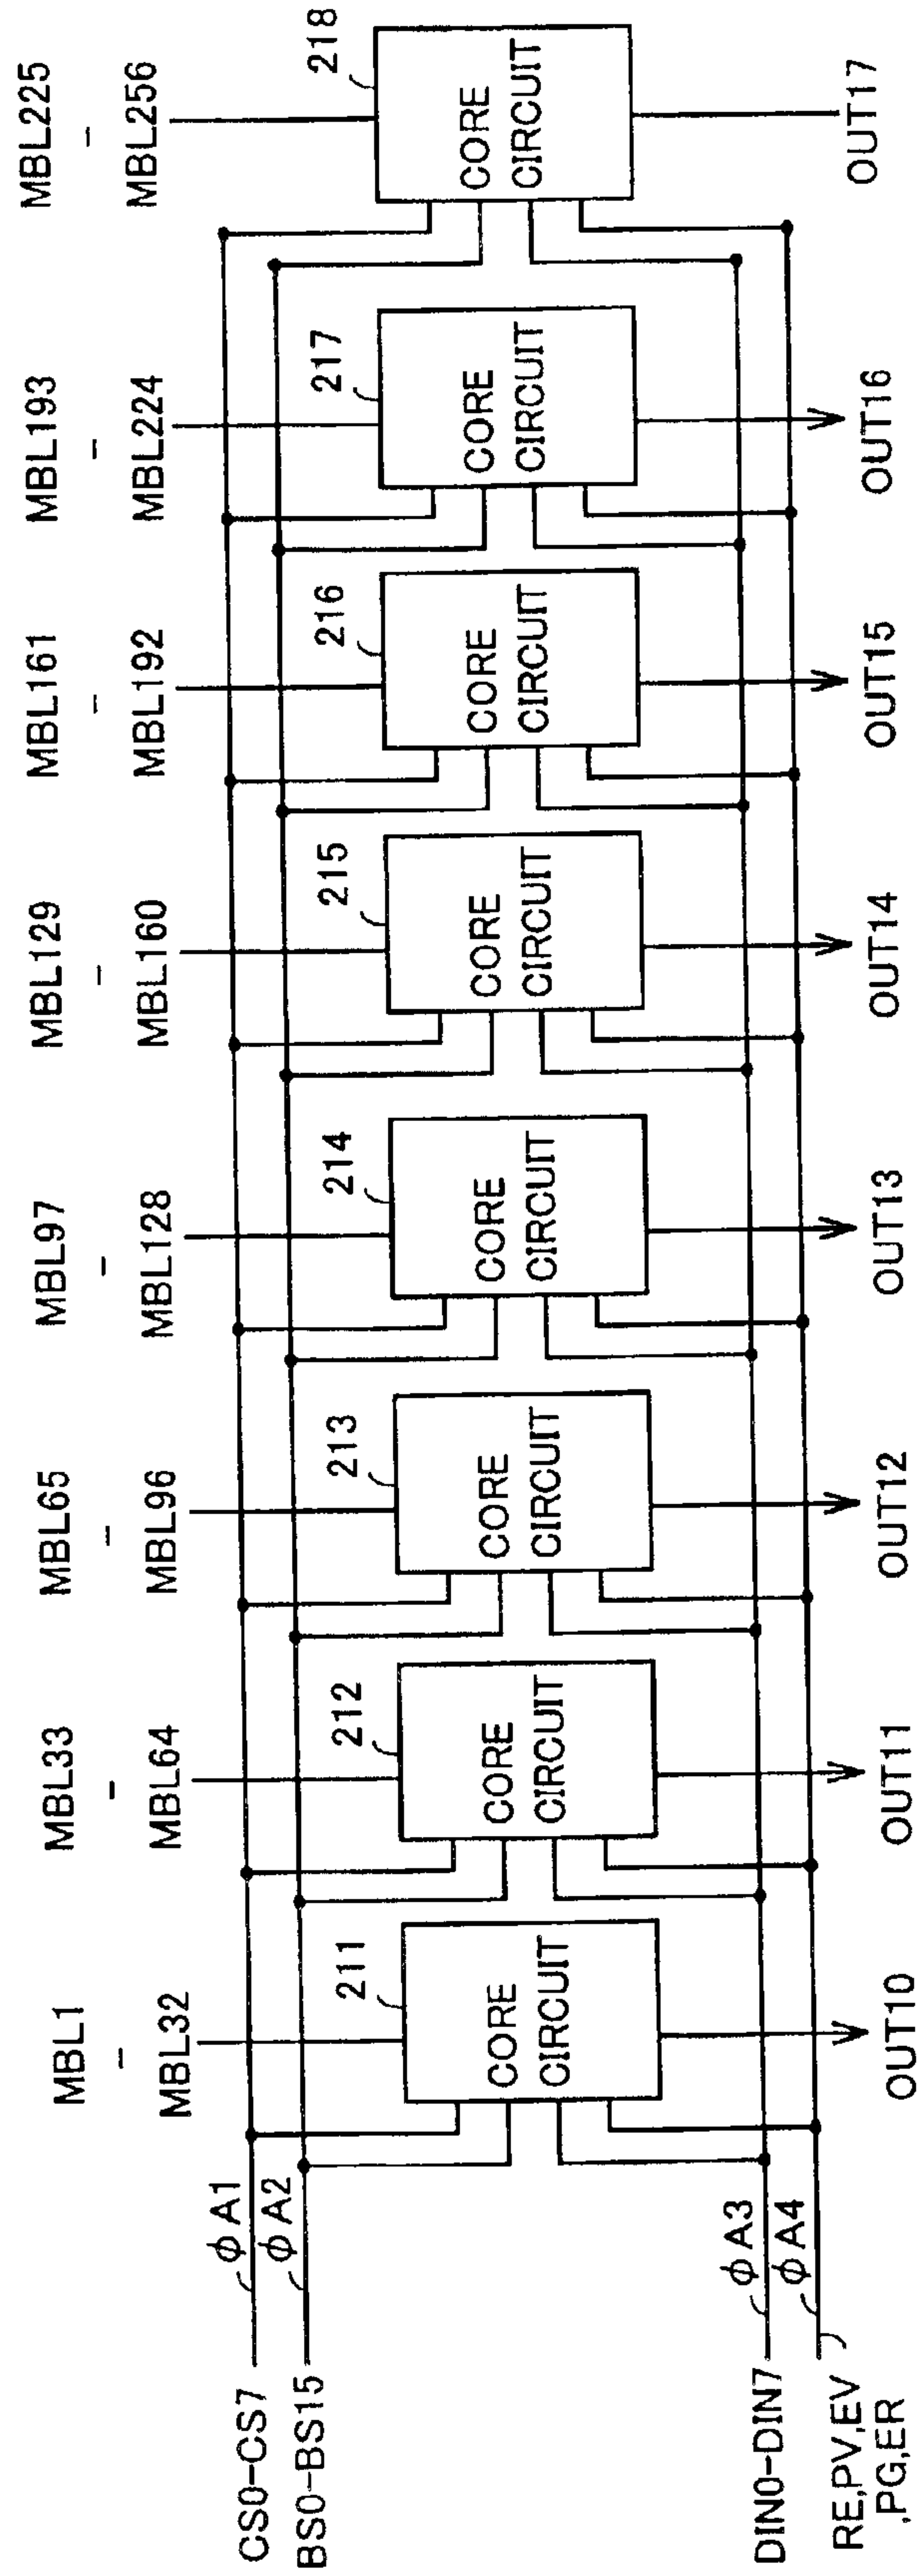 MBL1
–
MBL32
MBL33
–
MBL64
MBL65
–
MBL96
MBL97
–
MBL128
MBL129
–
MBL160
MBL161
–
MBL192
MBL193
–
MBL224
MBL225
–
MBL256
CS0-CS7
φA1
BS0-BS15
φA2
211
CORE
CIRCUIT
212
CORE
CIRCUIT
213
CORE
CIRCUIT
214
CORE
CIRCUIT
215
CORE
CIRCUIT
216
CORE
CIRCUIT
217
CORE
CIRCUIT
218
CORE
CIRCUIT
DIN0-DIN7
φA3
φA4
RE,PV,EV
,PG,ER
OUT10
OUT11
OUT12
OUT13
OUT14
OUT15
OUT16
OUT17